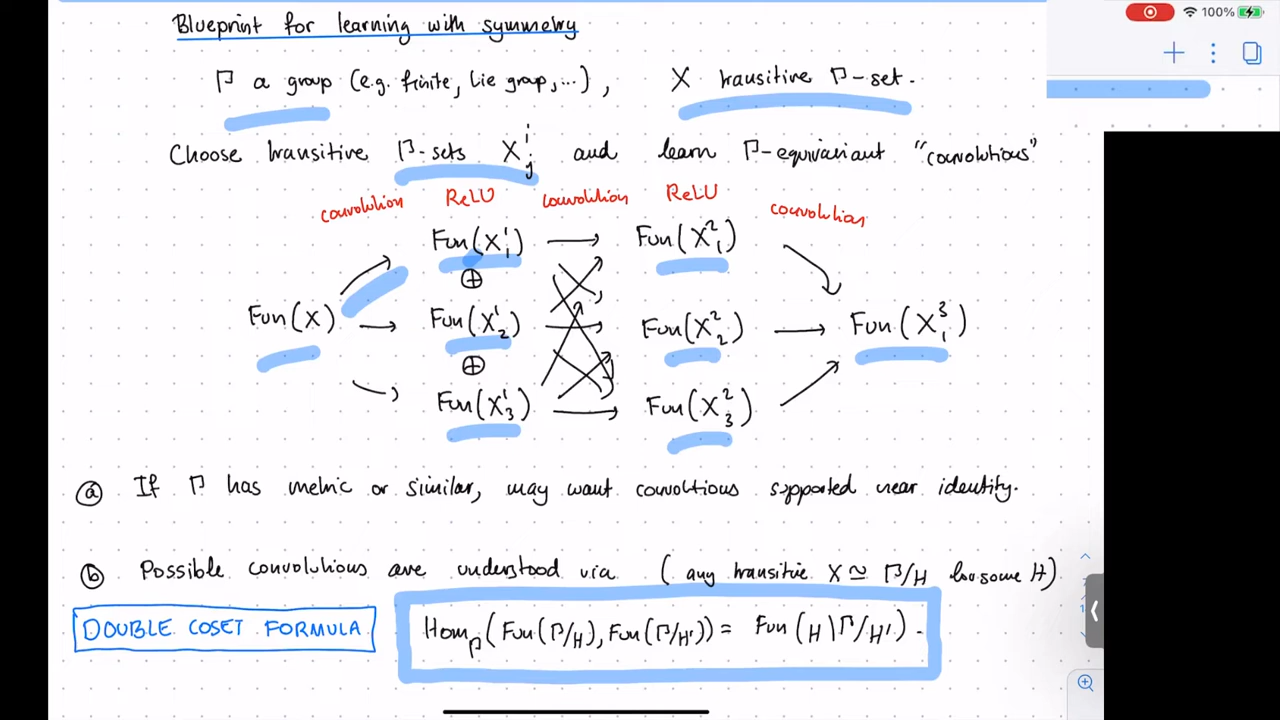 100%
Blueprint for learning with symmetry
Γ a group (e.g. finite, Lie group, ...), X transitive Γ-set.
Choose transitive Γ-sets X^i_j and learn Γ-equivariant "convolutions"
convolution ReLU convolution ReLU convolution
Fun(X^1_1) Fun(X^2_1)
⊕
Fun(X) Fun(X^1_2) Fun(X^2_2) Fun(X^3_1)
⊕
Fun(X^1_3) Fun(X^2_3)
(a) If Γ has metric or similar, may want convoltions supported near identity.
(b) Possible convolutions are understood via (any transitive X ≅ Γ/H for some H)
DOUBLE COSET FORMULA Hom_Γ(Fun(Γ/H), Fun(Γ/H')) = Fun(H\Γ/H').